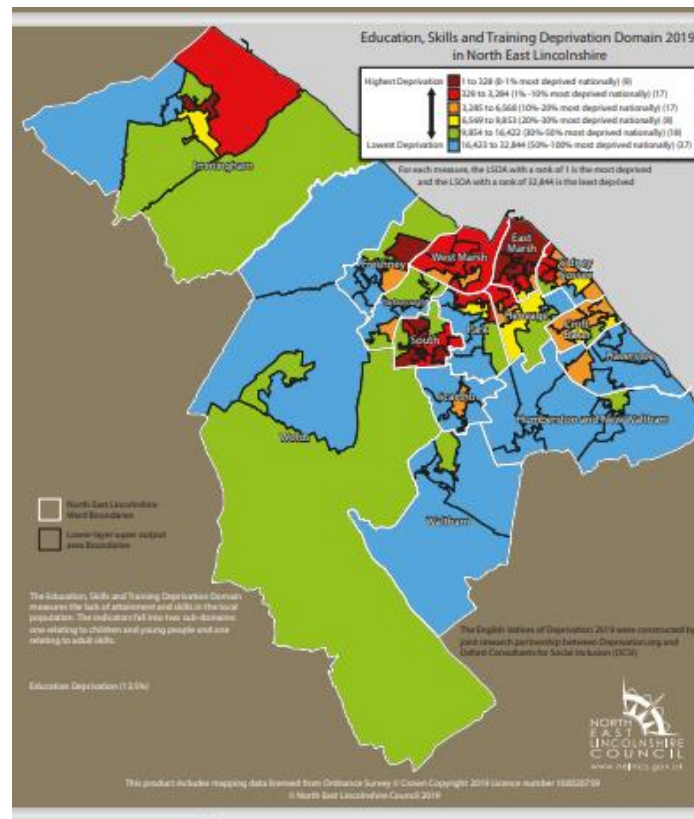 Education, Skills and Training Deprivation Domain 2019
in North East Lincolnshire
Highest Deprivation
1 to 328 (0-1% most deprived nationally) (9)
329 to 3,284 (1% -10% most deprived nationally) (17)
3,285 to 6,568 (10%-20% most deprived nationally) (17)
6,569 to 9,853 (20%-30% most deprived nationally) (8)
9,854 to 16,422 (30%-50% most deprived nationally) (18)
Lowest Deprivation
16,423 to 32,844 (50%-100% most deprived nationally) (37)
For each measure, the LSOA with a rank of 1 is the most deprived
and the LSOA with a rank of 32,844 is the least deprived
Immingham
East
Marsh
West Marsh
Freshney
Sidney
Sussex
Yarborough
Heneage
Park
South
Croft
Baker
Haverstoe
Scartho
Humberston and New Waltham
Wolds
Waltham
North East Lincolnshire
Ward Boundaries
Lower-layer super output
area Boundaries
The Education, Skills and Training Deprivation Domain
measures the lack of attainment and skills in the local
population. The indicators fall into two sub-domains:
one relating to children and young people and one
relating to adult skills.
The English Indices of Deprivation 2019 were constructed by
joint research partnership between Deprivation.org and
Oxford Consultants for Social Inclusion (OCSI)
Education Deprivation (13.5%)
NORTH
EAST
LINCOLNSHIRE
COUNCIL
www.nelincs.gov.uk
This product includes mapping data licensed from Ordnance Survey © Crown Copyright 2019 Licence number
© North East Lincolnshire Council 2019